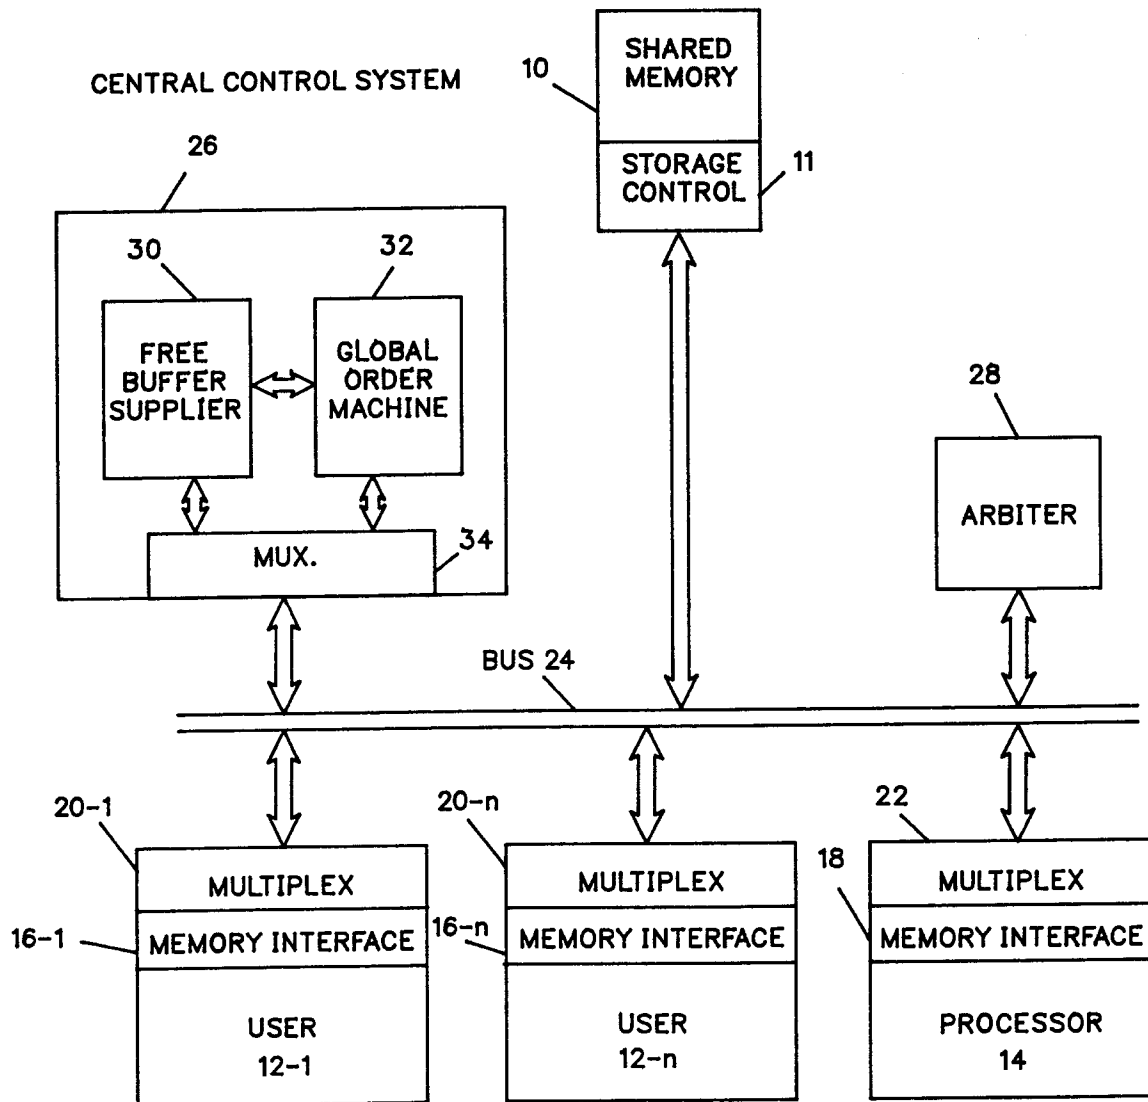 CENTRAL CONTROL SYSTEM
26
10
SHARED
MEMORY
STORAGE
CONTROL
11
30
32
FREE
BUFFER
SUPPLIER
GLOBAL
ORDER
MACHINE
28
ARBITER
MUX.
34
BUS 24
20-1
MULTIPLEX
16-1
MEMORY INTERFACE
USER
12-1
20-n
MULTIPLEX
16-n
MEMORY INTERFACE
USER
12-n
22
MULTIPLEX
18
MEMORY INTERFACE
PROCESSOR
14